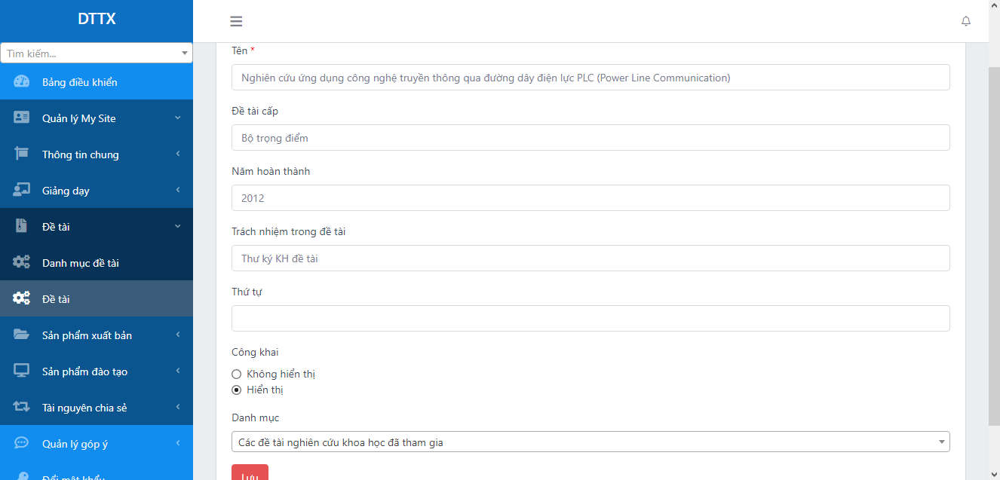 DTTX
Tìm kiếm...
Bảng điều khiển
Quản lý My Site
Thông tin chung
Giảng dạy
Đề tài
Danh mục đề tài
Đề tài
Sản phẩm xuất bản
Sản phẩm đào tạo
Tài nguyên chia sẻ
Quản lý góp ý
Đổi mật khẩu
Tên *
Nghiên cứu ứng dụng công nghệ truyền thông qua đường dây điện lực PLC (Power Line Communication)
Đề tài cấp
Bộ trọng điểm
Năm hoàn thành
2012
Trách nhiệm trong đề tài
Thư ký KH đề tài
Thứ tự
Công khai
Không hiển thị
Hiển thị
Danh mục
Các đề tài nghiên cứu khoa học đã tham gia
Lưu